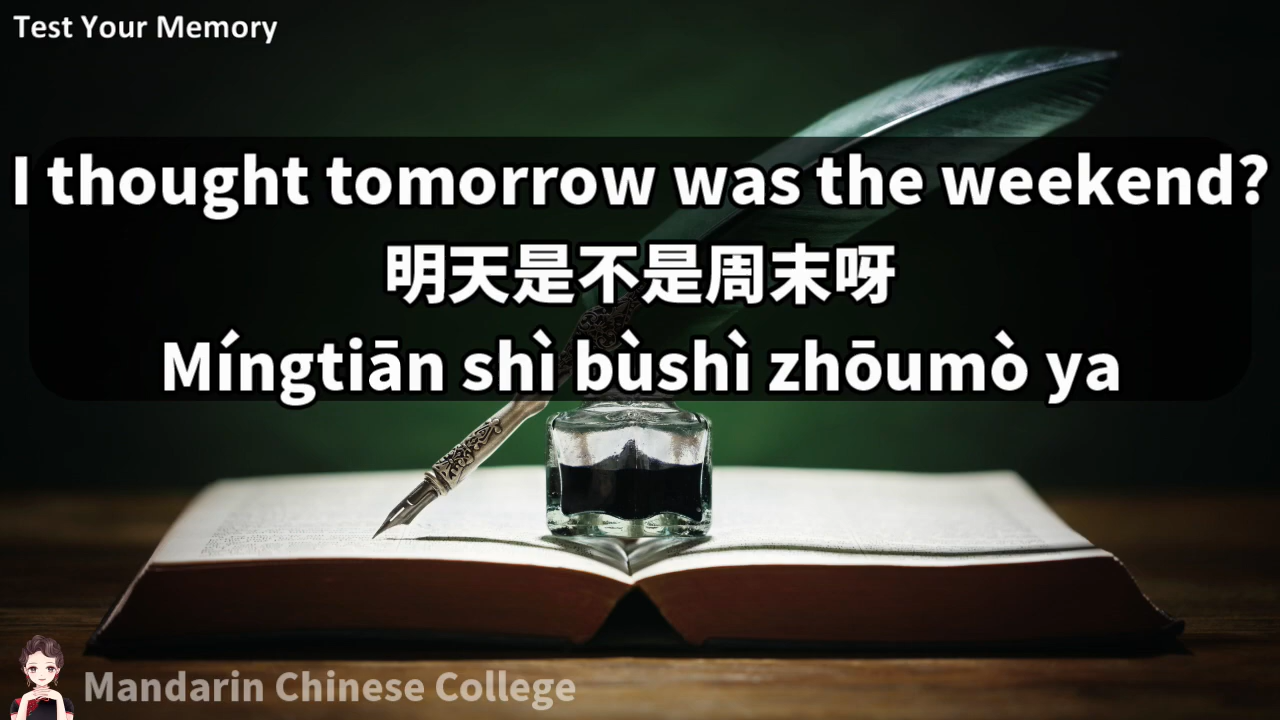 Test Your Memory
I thought tomorrow was the weekend?
明天是不是周末呀
Míngtiān shì bùshì zhōumò ya
Mandarin Chinese College